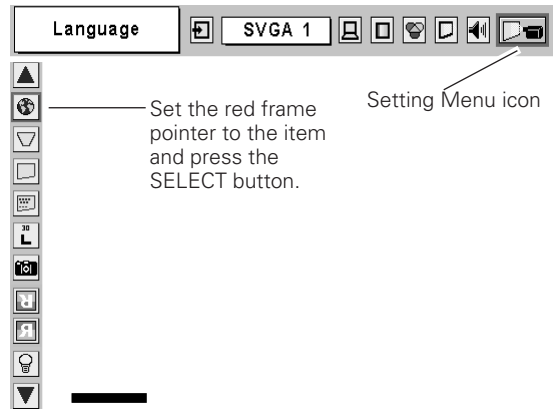 Language
SVGA 1
Setting Menu icon
Set the red frame
pointer to the item
and press the
SELECT button.
30
L
R
R